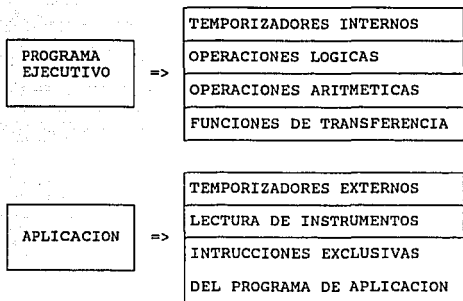 PROGRAMA
EJECUTIVO
=>
TEMPORIZADORES INTERNOS
OPERACIONES LOGICAS
OPERACIONES ARITMETICAS
FUNCIONES DE TRANSFERENCIA
APLICACION
=>
TEMPORIZADORES EXTERNOS
LECTURA DE INSTRUMENTOS
INTRUCCIONES EXCLUSIVAS
DEL PROGRAMA DE APLICACION